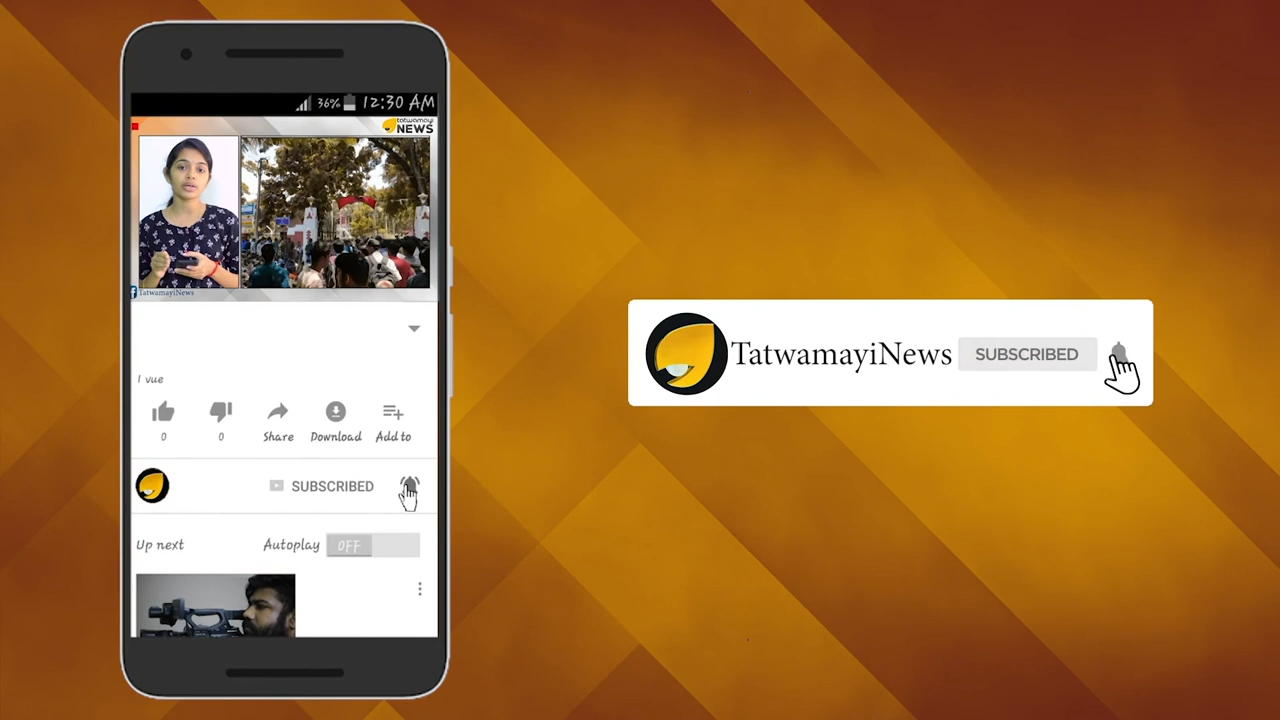 36% 12:30 AM
tatwamayi
NEWS
TatwamayiNews
1 vue
0 0 Share Download Add to
SUBSCRIBED
Up next Autoplay OFF
TatwamayiNews SUBSCRIBED